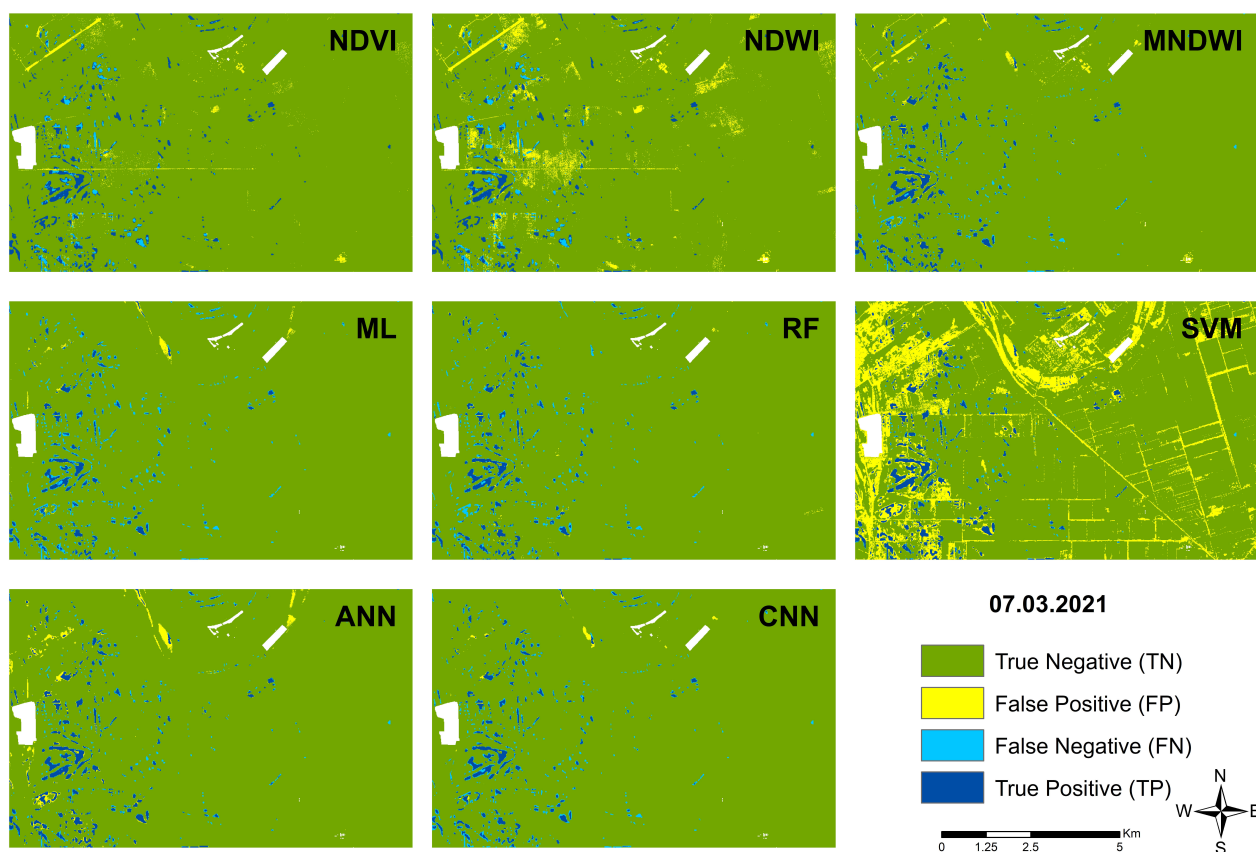 NDVI
NDWI
MNDWI
ML
RF
SVM
ANN
CNN
07.03.2021
True Negative (TN)
False Positive (FP)
False Negative (FN)
True Positive (TP)
N
W E
S
Km
0 1.25 2.5 5